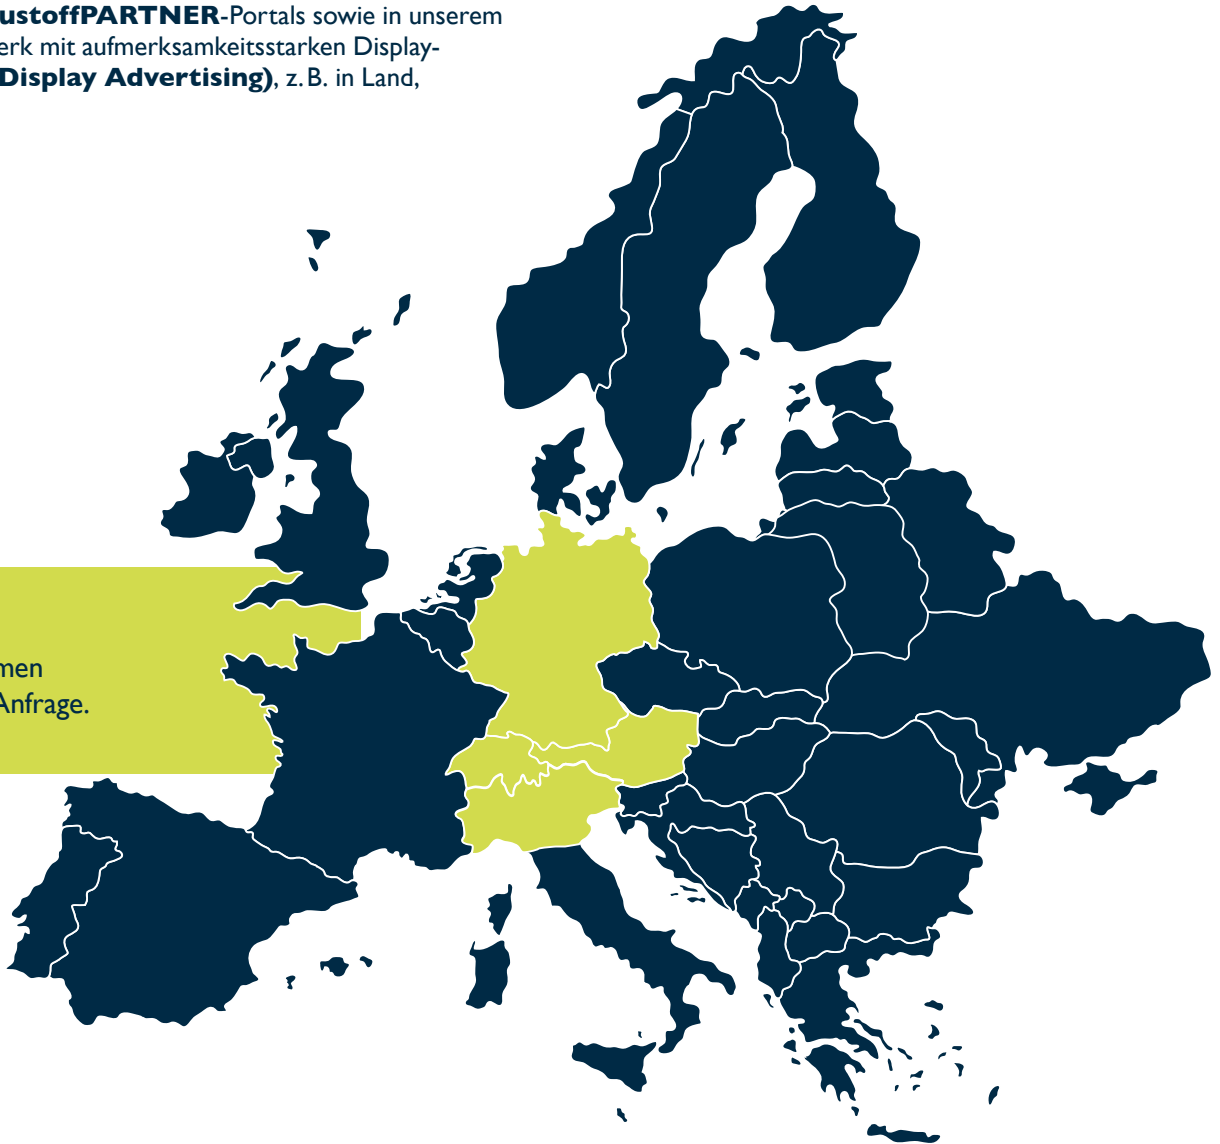 ustoffPARTNER-Portals sowie in unserem
erk mit aufmerksamkeitsstarken Display-
Display Advertising), z. B. in Land,
men
Anfrage.